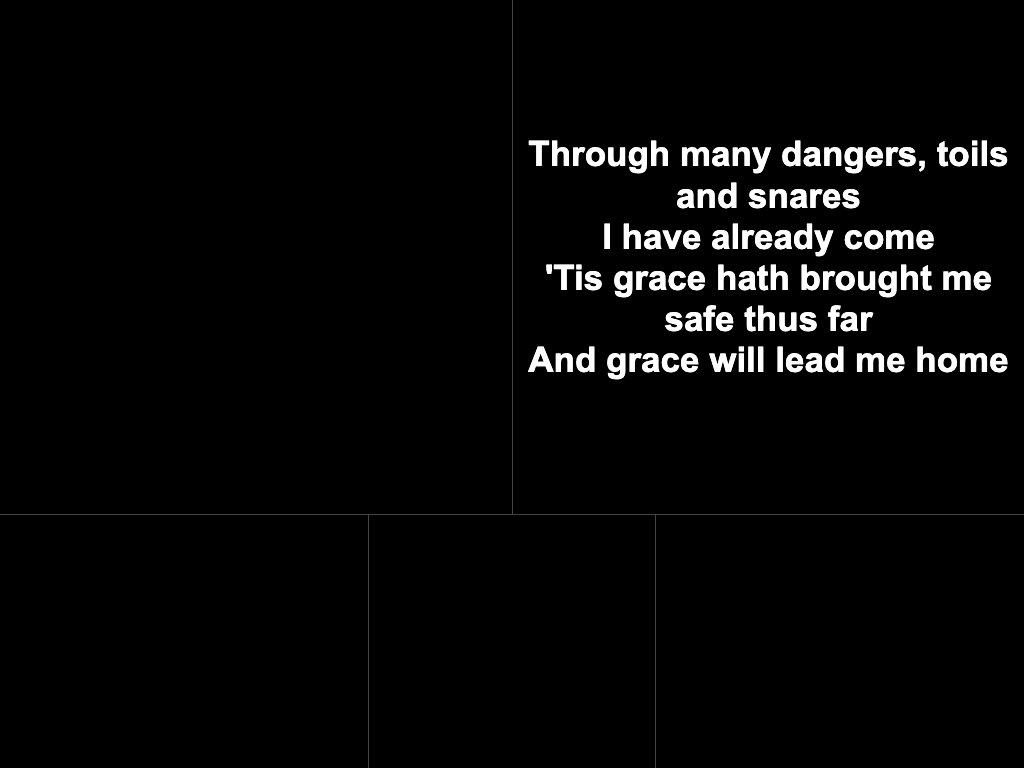 Through many dangers, toils
and snares
I have already come
'Tis grace hath brought me
safe thus far
And grace will lead me home